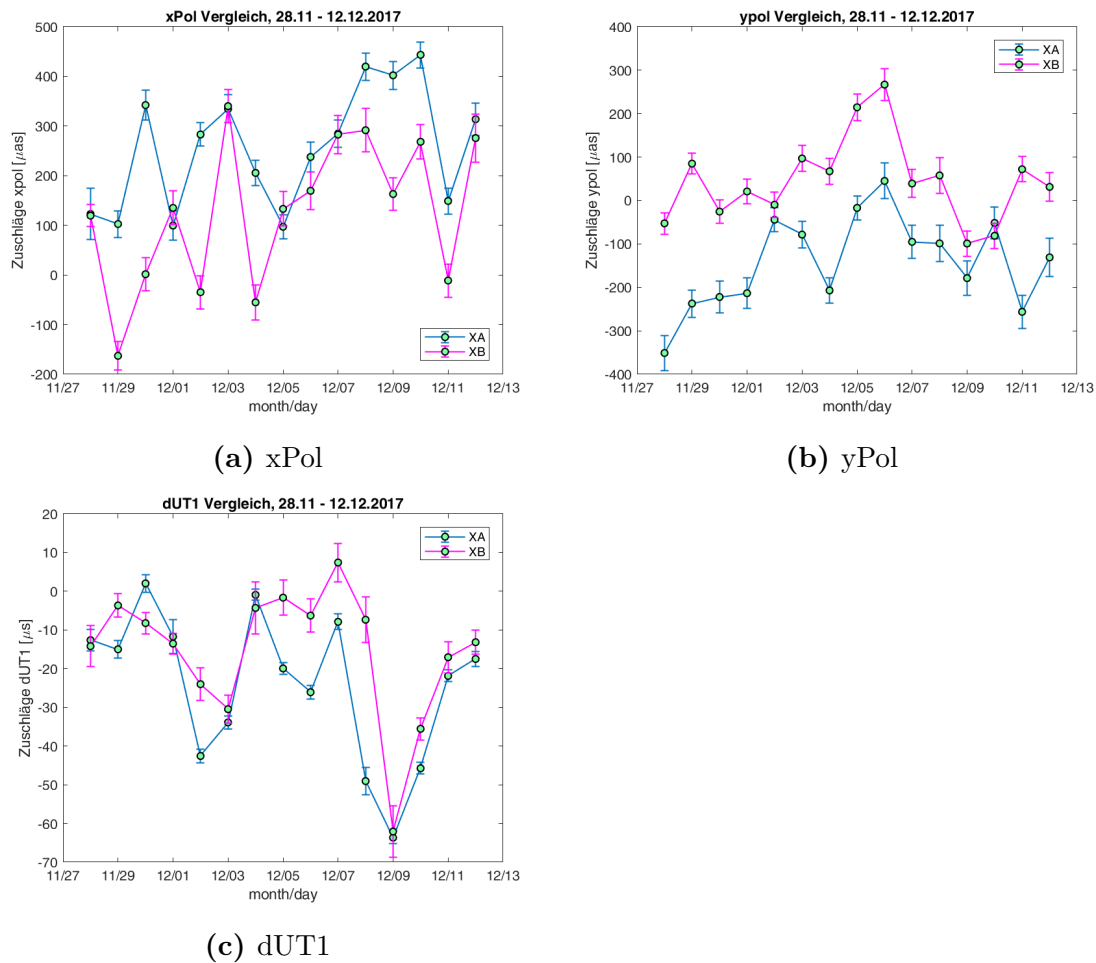 xPol Vergleich, 28.11 - 12.12.2017
Zuschläge xpol [μas]
500
400
300
200
100
0
-100
-200
XA
XB
11/27 11/29 12/01 12/03 12/05 12/07 12/09 12/11 12/13
month/day
(a) xPol
ypol Vergleich, 28.11 - 12.12.2017
Zuschläge ypol [μas]
400
300
200
100
0
-100
-200
-300
-400
XA
XB
11/27 11/29 12/01 12/03 12/05 12/07 12/09 12/11 12/13
month/day
(b) yPol
dUT1 Vergleich, 28.11 - 12.12.2017
Zuschläge dUT1 [μs]
20
10
0
-10
-20
-30
-40
-50
-60
-70
XA
XB
11/27 11/29 12/01 12/03 12/05 12/07 12/09 12/11 12/13
month/day
(c) dUT1